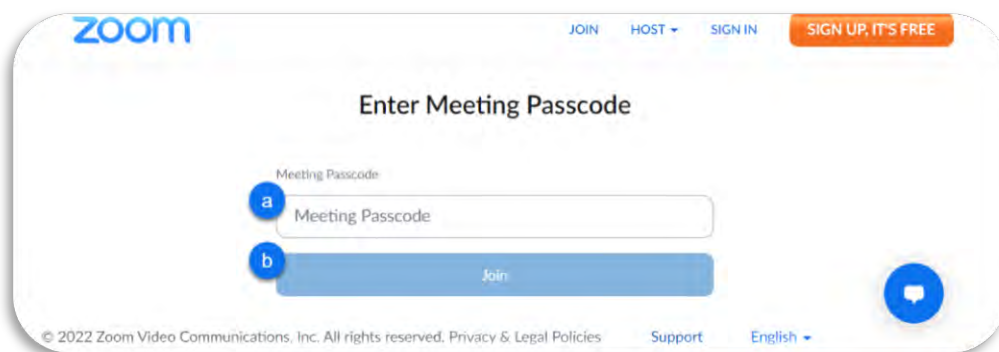 zoom JOIN HOST SIGN IN SIGN UP, IT'S FREE
Enter Meeting Passcode
Meeting Passcode
a Meeting Passcode
b Join
© 2022 Zoom Video Communications, Inc. All rights reserved. Privacy & Legal Policies Support English